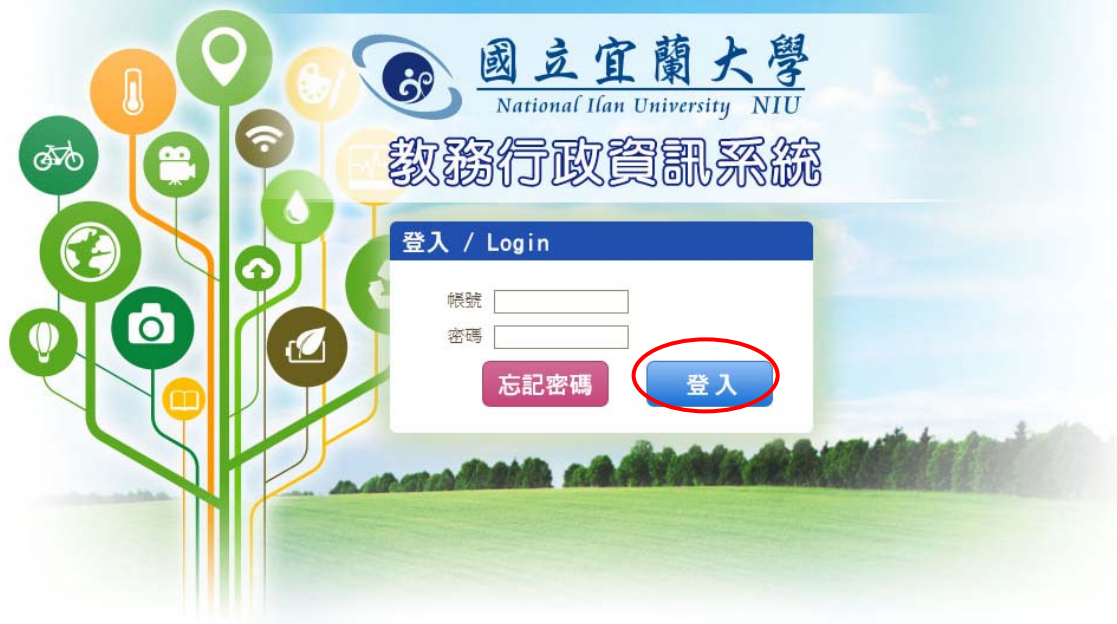 國立宜蘭大學
National Ilan University NIU
教務行政資訊系統
登入 / Login
帳號
密碼
忘記密碼
登入